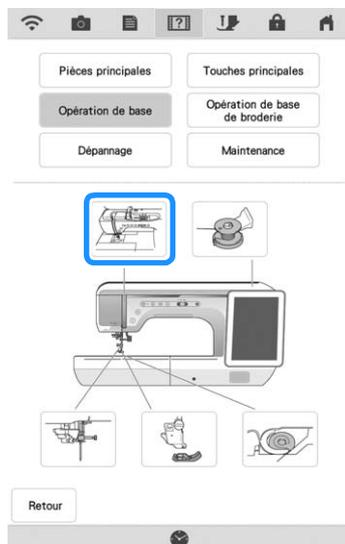 Pièces principales
Touches principales
Opération de base
Opération de base
de broderie
Dépannage
Maintenance
Retour